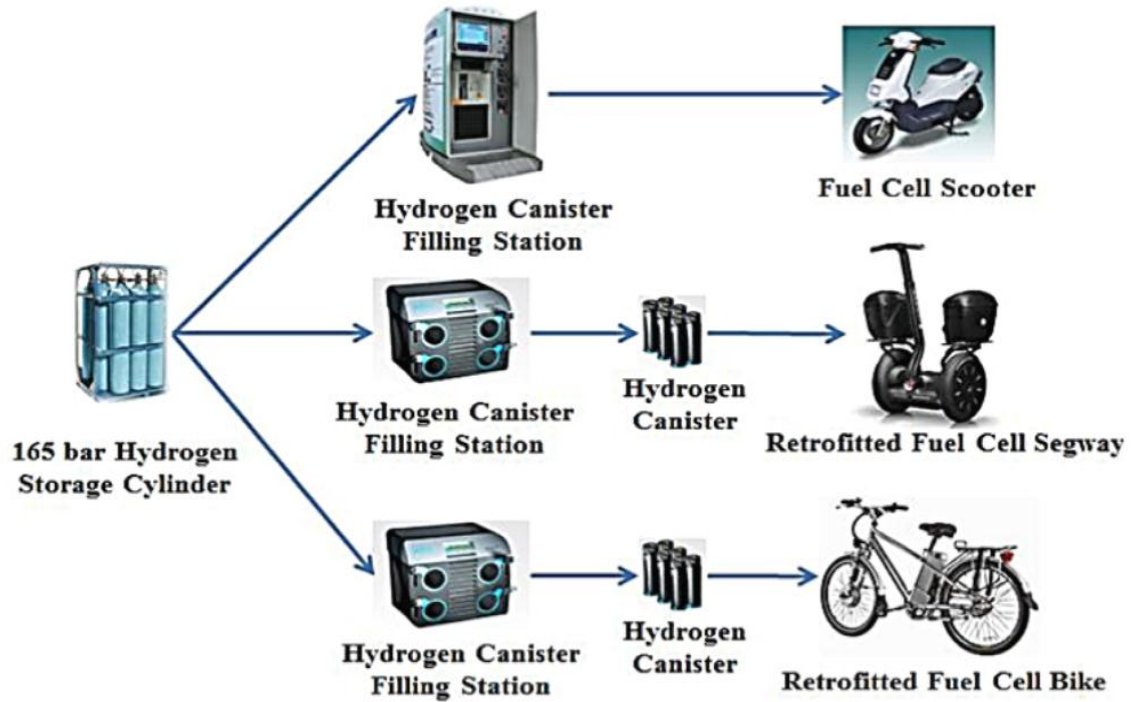 Hydrogen Canister
Filling Station
Fuel Cell Scooter
165 bar Hydrogen
Storage Cylinder
Hydrogen Canister
Filling Station
Hydrogen
Canister
Retrofitted Fuel Cell Segway
Hydrogen Canister
Filling Station
Hydrogen
Canister
Retrofitted Fuel Cell Bike